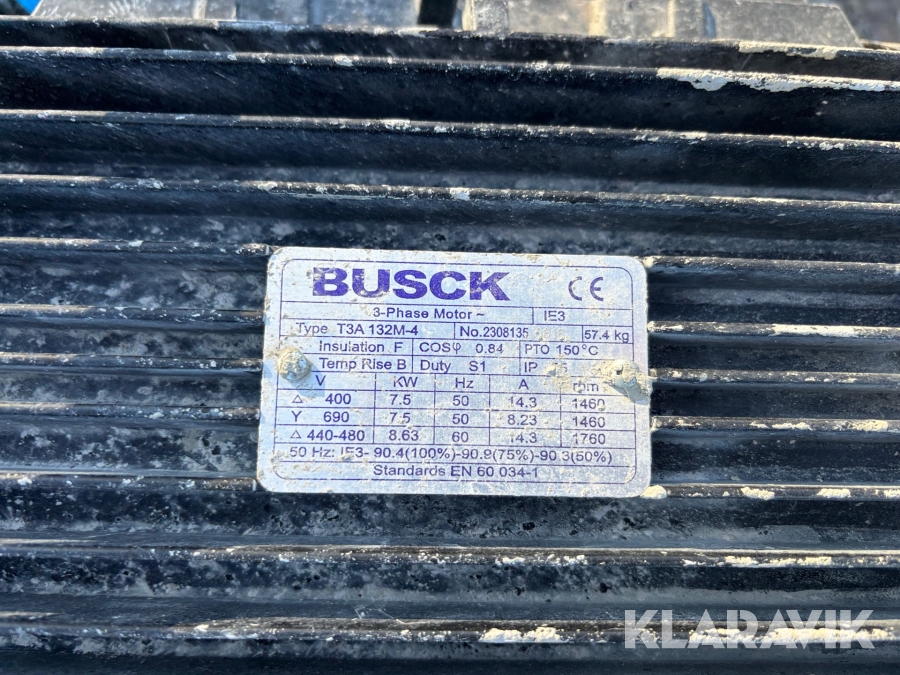 BUSCK CE
3-Phase Motor ~ IE3
Type T3A 132M-4 No.2308135 57.4 kg
Insulation F COSφ 0.84 PTO 150°C
Temp Rise B Duty S1 IP
V KW Hz A rpm
Δ 400 7.5 50 14.3 1460
Y 690 7.5 50 8.23 1460
Δ 440-480 8.63 60 14.3 1760
50 Hz: IE3- 90.4(100%)-90.9(75%)-90.3(50%)
Standards EN 60 034-1
KLARAVIK